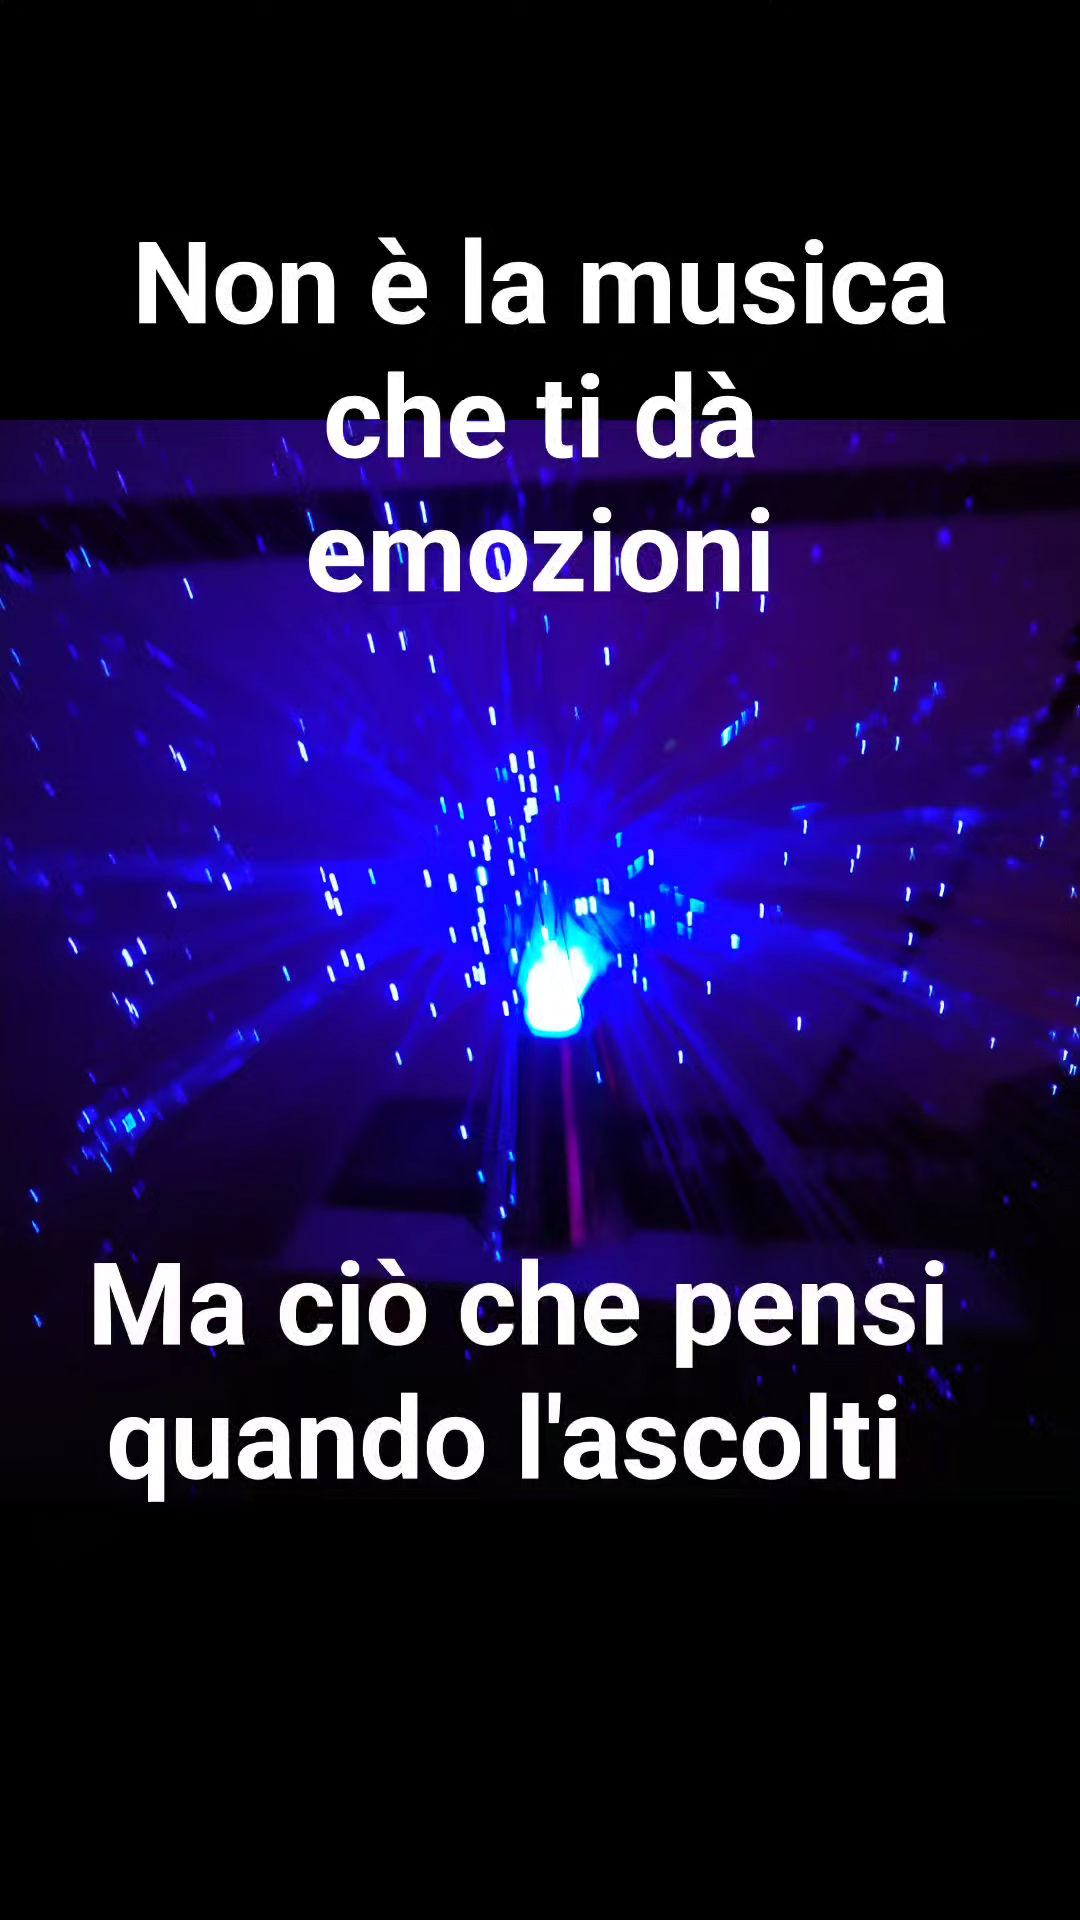 Non è la musica
che ti dà
emozioni
Ma ciò che pensi
quando l'ascolti